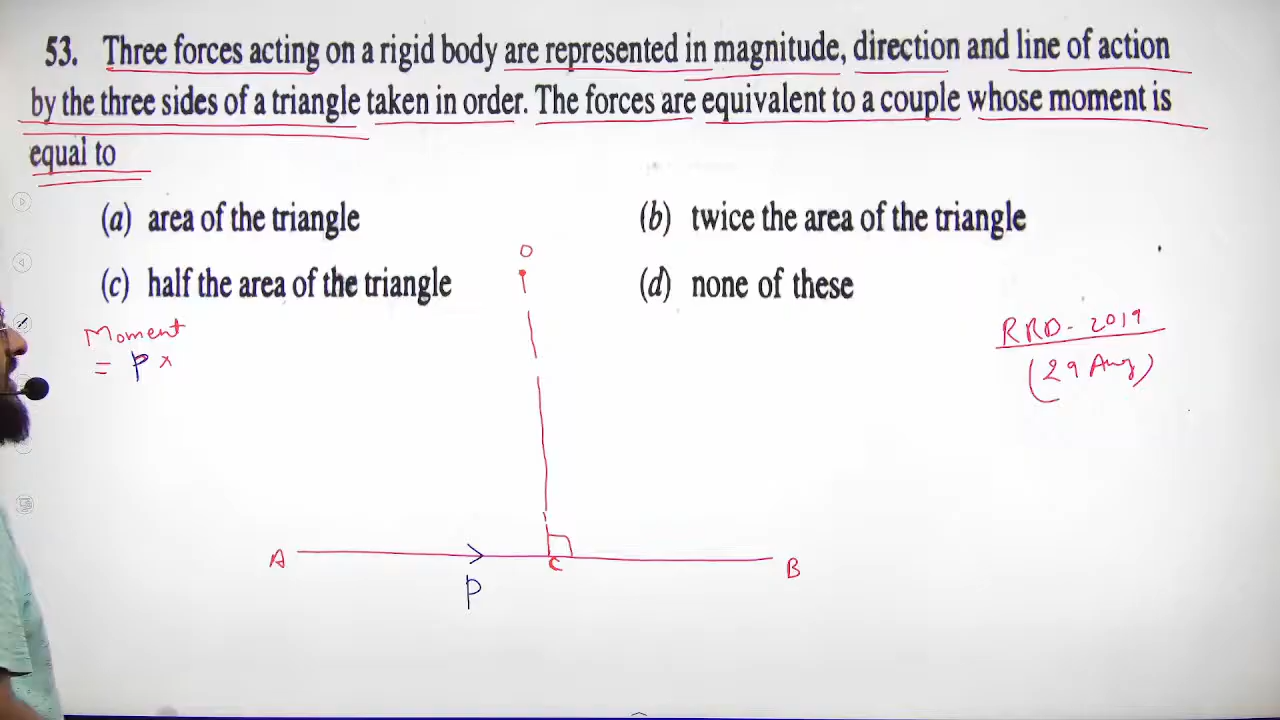 53. Three forces acting on a rigid body are represented in magnitude, direction and line of action
by the three sides of a triangle taken in order. The forces are equivalent to a couple whose moment is
equal to
(a) area of the triangle
(b) twice the area of the triangle
(c) half the area of the triangle
(d) none of these
O
Moment
= P ×
RRB - 2019
(29 Aug)
A
C
B
P